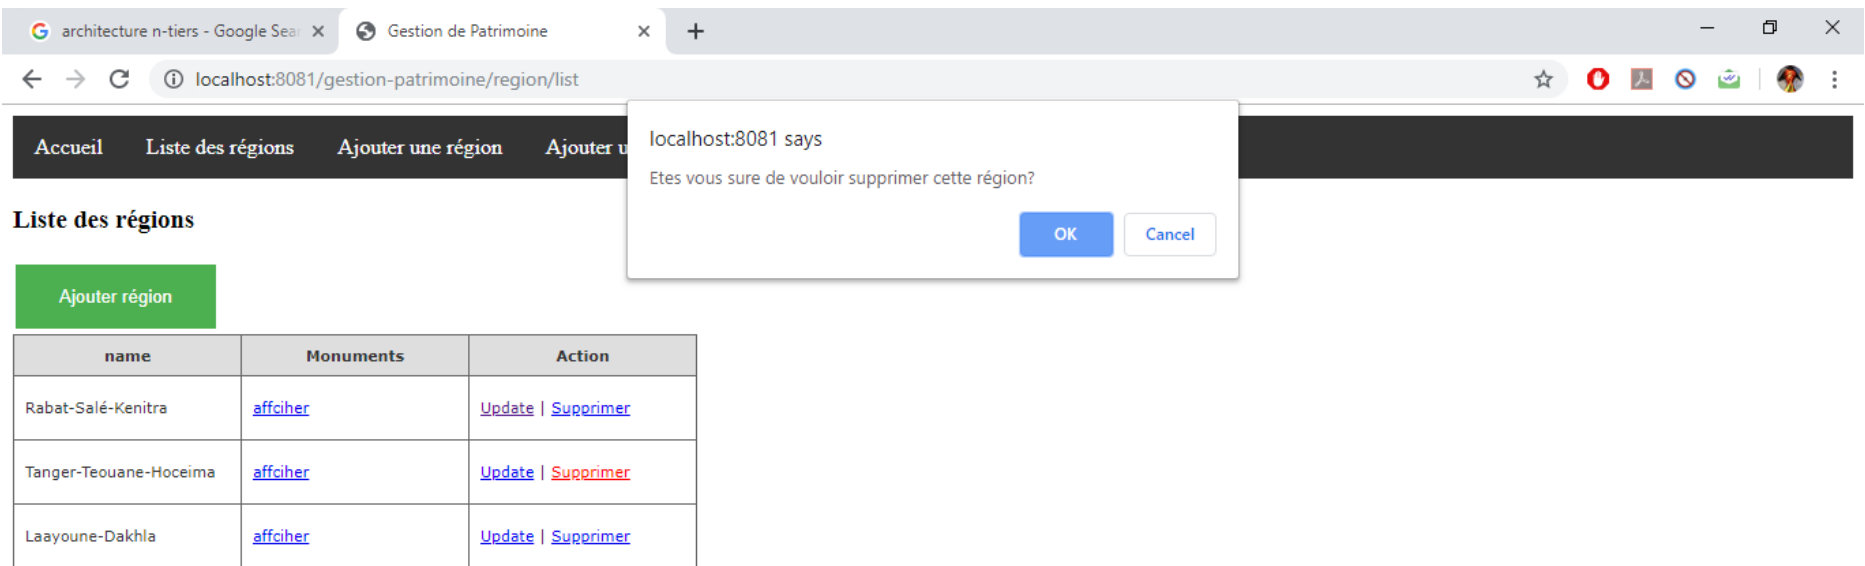 architecture n-tiers - Google Sear
Gestion de Patrimoine
localhost:8081/gestion-patrimoine/region/list
Accueil Liste des régions Ajouter une région Ajouter u
localhost:8081 says
Etes vous sure de vouloir supprimer cette région?
OK Cancel
Liste des régions
Ajouter région
name Monuments Action
Rabat-Salé-Kenitra affciher Update | Supprimer
Tanger-Teouane-Hoceima affciher Update | Supprimer
Laayoune-Dakhla affciher Update | Supprimer